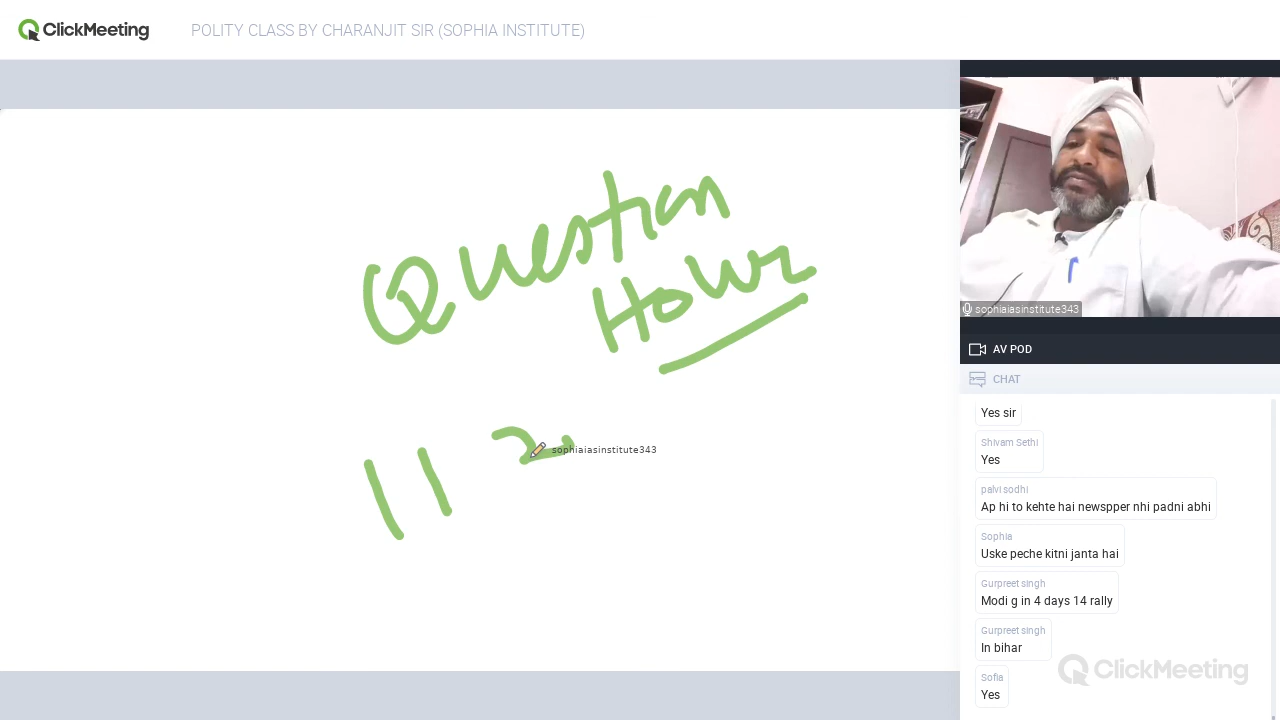 ClickMeeting
POLITY CLASS BY CHARANJIT SIR (SOPHIA INSTITUTE)
Question
Hour
11
sophiaiasinstitute343
sophiaiasinstitute343
AV POD
CHAT
Yes sir
Shivam Sethi
Yes
palvi sodhi
Ap hi to kehte hai newspper nhi padni abhi
Sophia
Uske peche kitni janta hai
Gurpreet singh
Modi g in 4 days 14 rally
Gurpreet singh
In bihar
ClickMeeting
Sofia
Yes